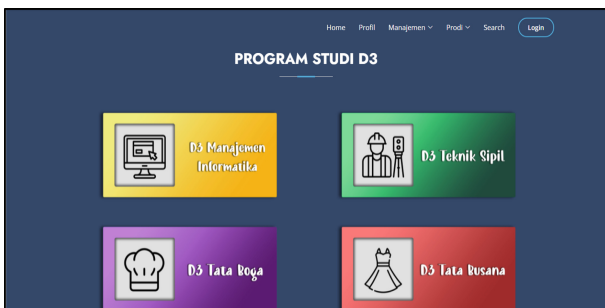 Home Profil Manajemen Prodi Search Login
PROGRAM STUDI D3
D3 Manajemen
Informatika
D3 Teknik Sipil
D3 Tata Boga
D3 Tata Busana